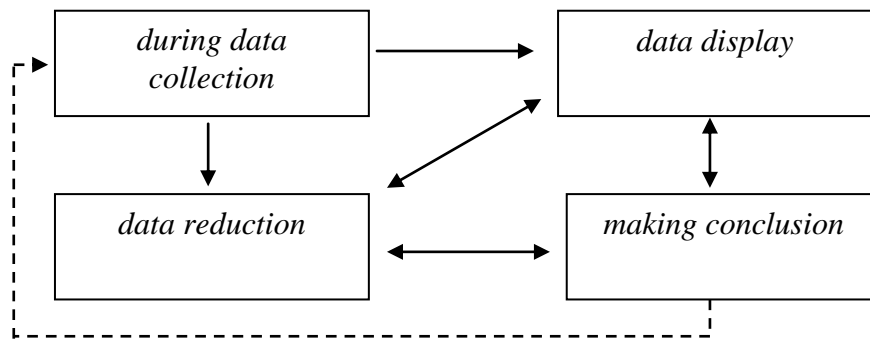 during data
collection
data display
data reduction
making conclusion